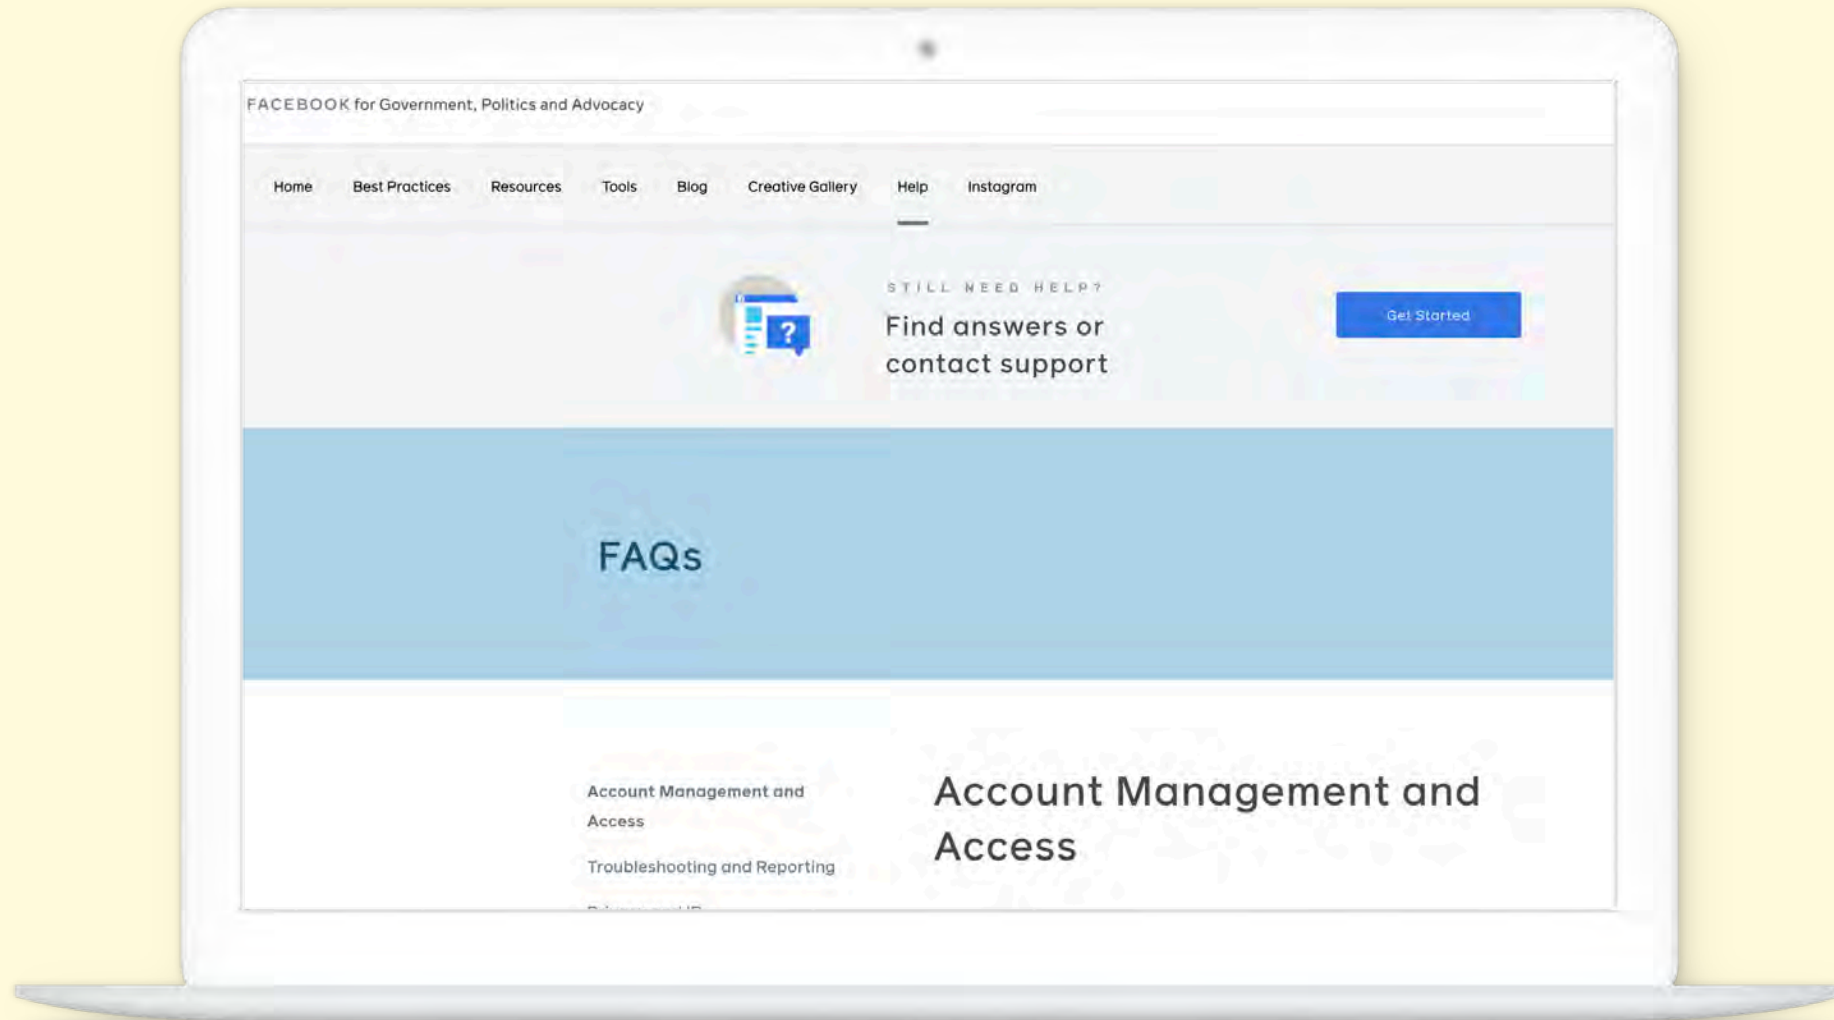 FACEBOOK for Government, Politics and Advocacy
Home Best Practices Resources Tools Blog Creative Gallery Help Instagram
STILL NEED HELP?
Find answers or
contact support
Get Started
?
FAQs
Account Management and
Access
Troubleshooting and Reporting
Account Management and
Access